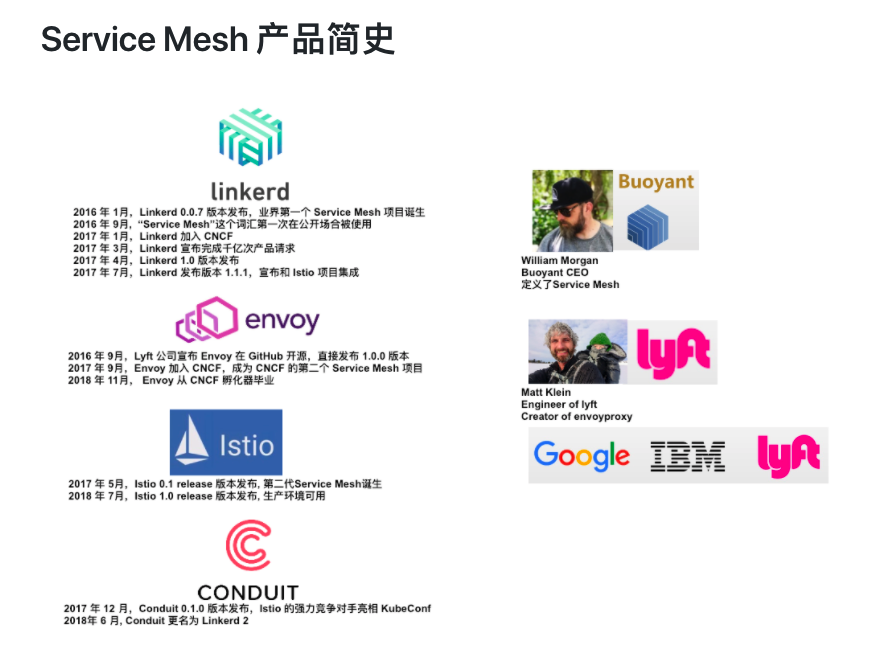 Service Mesh 产品简史
linkerd
2016 年 1月，Linkerd 0.0.7 版本发布，业界第一个 Service Mesh 项目诞生
2016 年 9月，“Service Mesh”这个词汇第一次在公开场合被使用
2017 年 1月，Linkerd 加入 CNCF
2017 年 3月，Linkerd 宣布完成千亿次产品请求
2017 年 4月，Linkerd 1.0 版本发布
2017 年 7月，Linkerd 发布版本 1.1.1，宣布和 Istio 项目集成
envoy
2016 年 9月，Lyft 公司宣布 Envoy 在 GitHub 开源，直接发布 1.0.0 版本
2017 年 9月，Envoy 加入 CNCF，成为 CNCF 的第二个 Service Mesh 项目
2018 年 11月， Envoy 从 CNCF 孵化器毕业
Istio
2017 年 5月，Istio 0.1 release 版本发布, 第二代Service Mesh诞生
2018 年 7月，Istio 1.0 release 版本发布, 生产环境可用
CONDUIT
2017 年 12 月，Conduit 0.1.0 版本发布，Istio 的强力竞争对手亮相 KubeConf
2018年 6 月, Conduit 更名为 Linkerd 2
Buoyant
William Morgan
Buoyant CEO
定义了Service Mesh
lyft
Matt Klein
Engineer of lyft
Creator of envoyproxy
Google IBM lyft